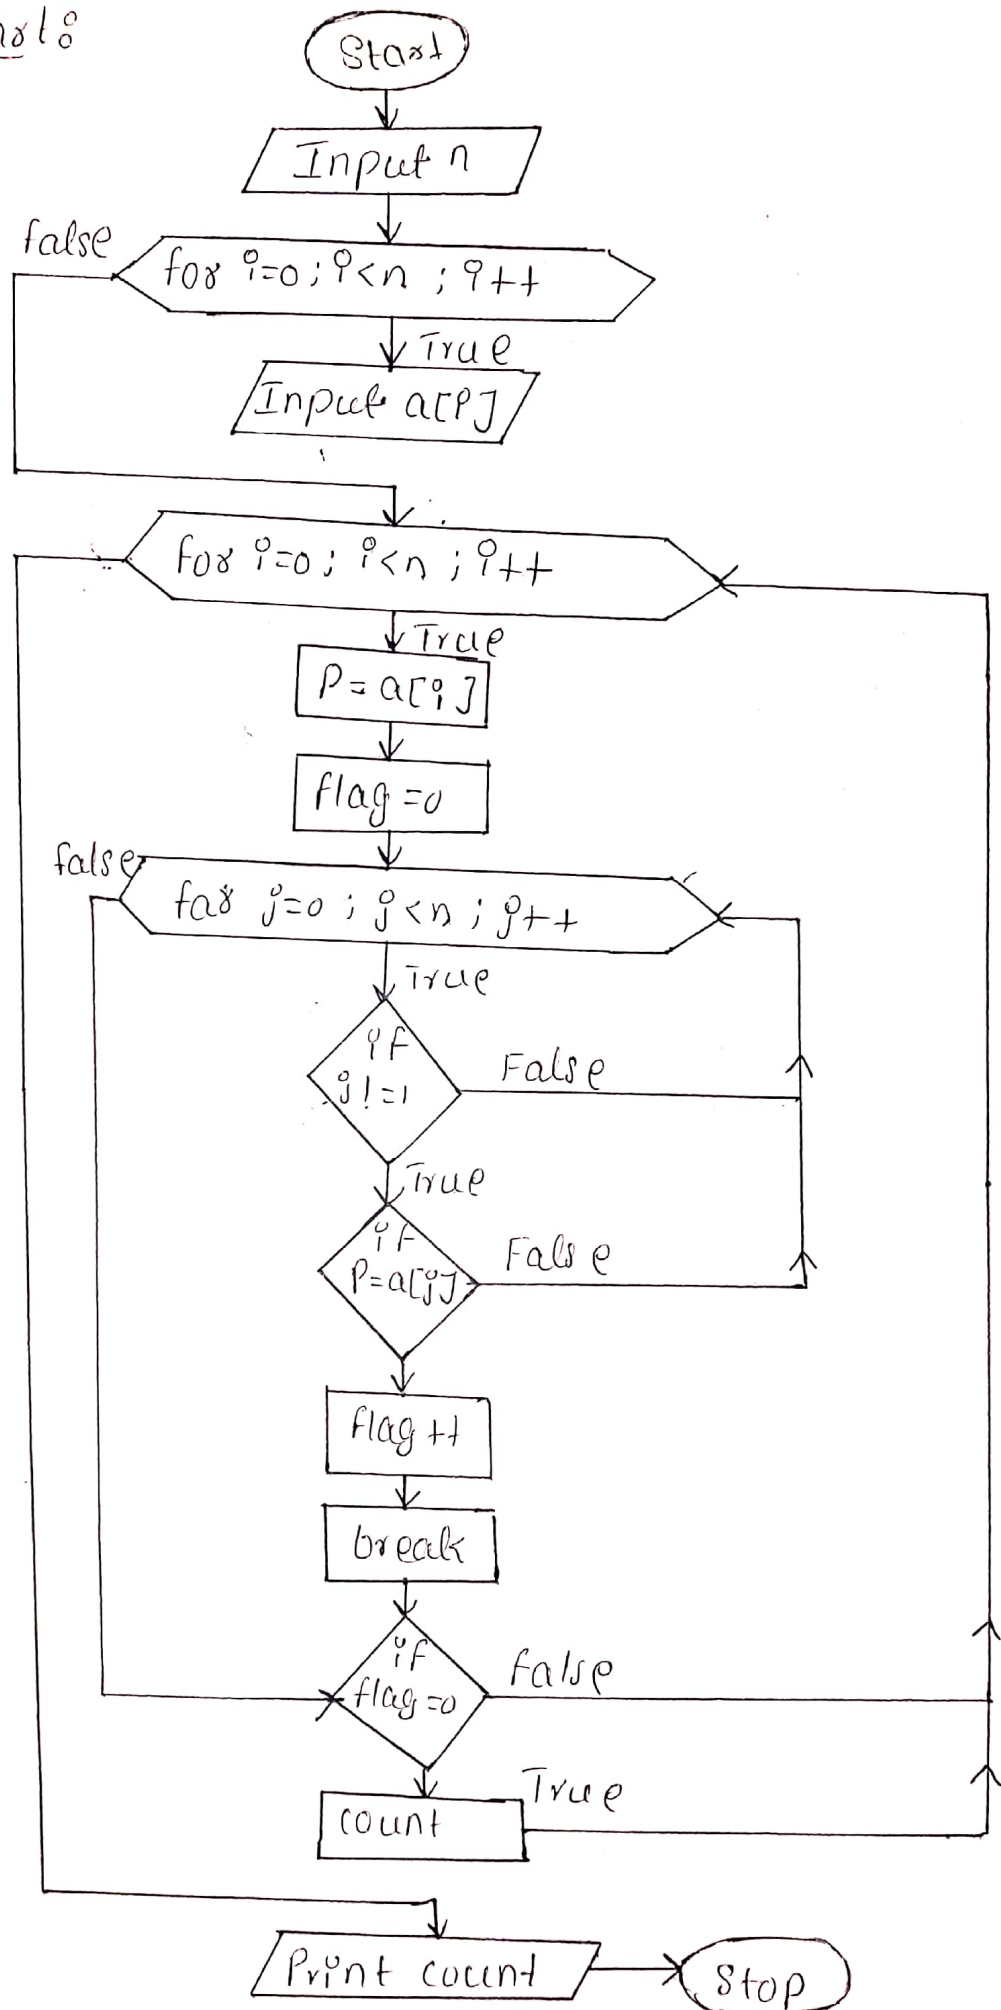 Start
Input n
false
for i=0; i<n ; i++
True
Input a[i]
for i=0; i<n ; i++
True
P=a[i]
flag=0
false
for j=0 ; j<n ; j++
True
if
j!=1
False
True
if
P=a[j]
False
flag++
break
if
flag=0
false
True
count
Print count
Stop